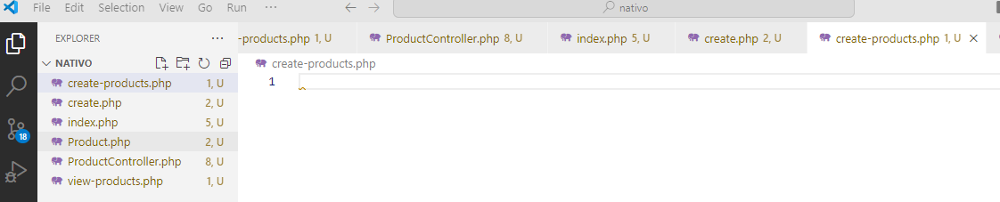 File Edit Selection View Go Run ··· nativo
EXPLORER ···
-products.php 1, U ProductController.php 8, U index.php 5, U create.php 2, U create-products.php 1, U
NATIVO
create-products.php
create-products.php 1, U
1
create.php 2, U
index.php 5, U
18
Product.php 2, U
ProductController.php 8, U
view-products.php 1, U